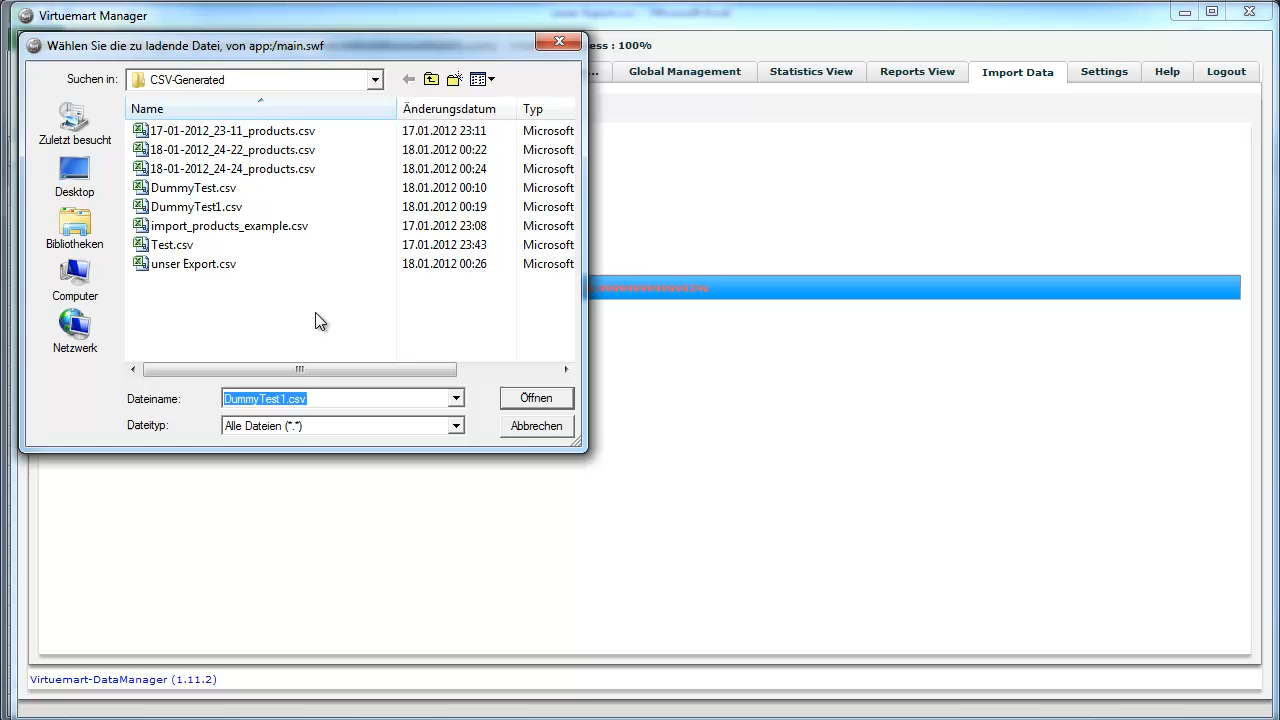 Virtuemart Manager
Wählen Sie die zu ladende Datei, von app:/main.swf
ess : 100%
Suchen in: CSV-Generated
... Global Management Statistics View Reports View Import Data Settings Help Logout
Name Änderungsdatum Typ
17-01-2012_23-11_products.csv 17.01.2012 23:11 Microsoft
18-01-2012_24-22_products.csv 18.01.2012 00:22 Microsoft
18-01-2012_24-24_products.csv 18.01.2012 00:24 Microsoft
DummyTest.csv 18.01.2012 00:10 Microsoft
DummyTest1.csv 18.01.2012 00:19 Microsoft
import_products_example.csv 17.01.2012 23:08 Microsoft
Test.csv 17.01.2012 23:43 Microsoft
unser Export.csv 18.01.2012 00:26 Microsoft
Zuletzt besucht
Desktop
Bibliotheken
Computer
Netzwerk
Dateiname: DummyTest1.csv Öffnen
Dateityp: Alle Dateien (*.*) Abbrechen
Virtuemart-DataManager (1.11.2)